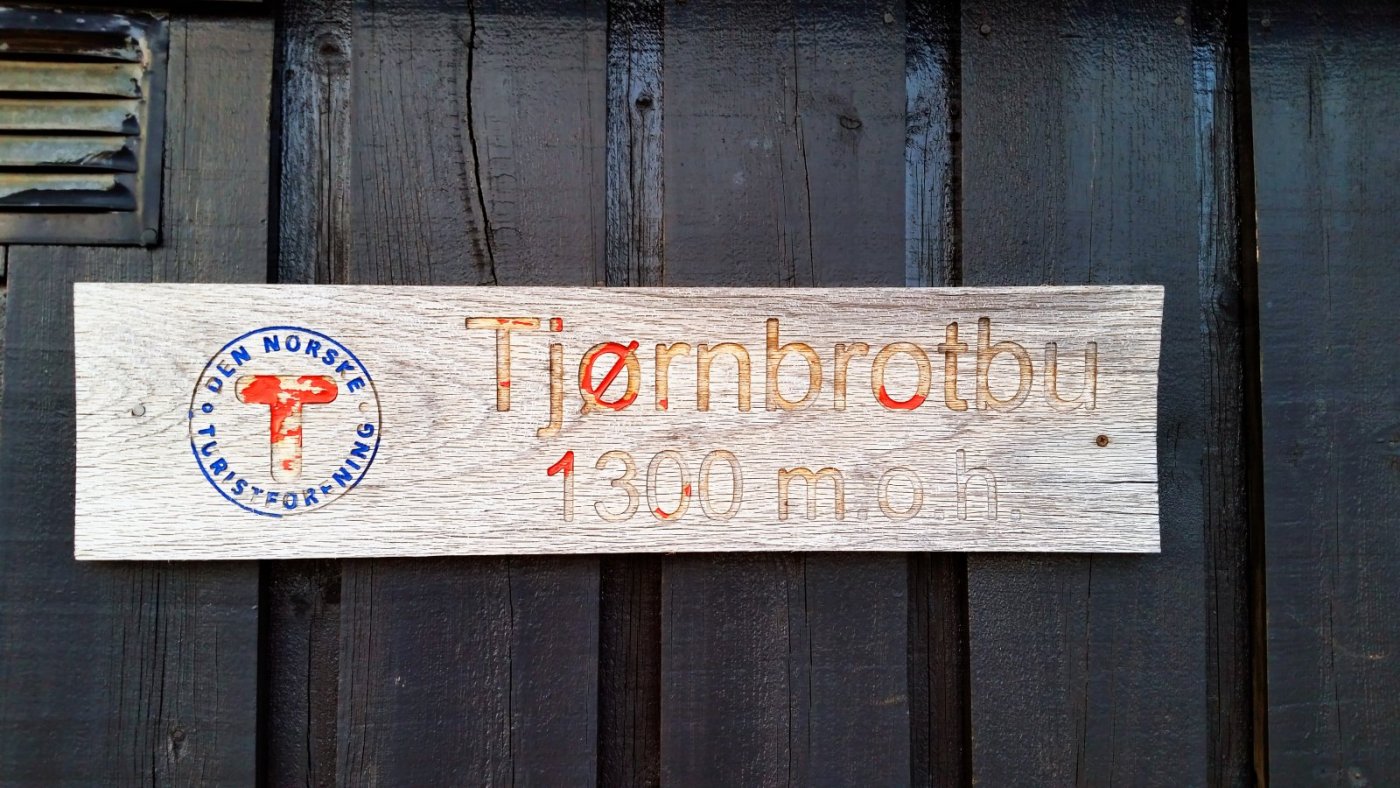 DEN NORSKE
TURISTFORENING
Tjørnbrotbu
1300 m.o.h.